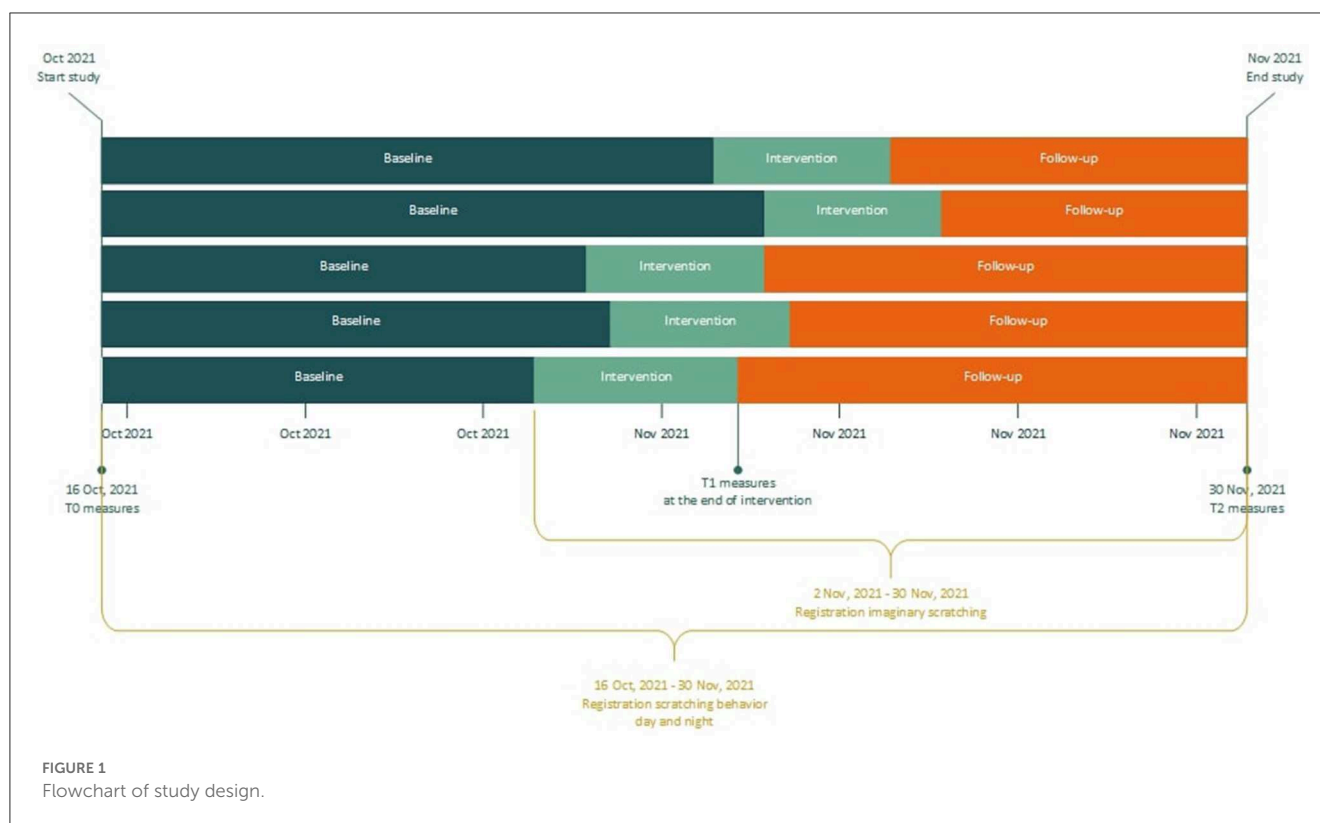 Oct 2021
Start study
Nov 2021
End study
Baseline
Intervention
Follow-up
Baseline
Intervention
Follow-up
Baseline
Intervention
Follow-up
Baseline
Intervention
Follow-up
Baseline
Intervention
Follow-up
Oct 2021
Oct 2021
Oct 2021
Nov 2021
Nov 2021
Nov 2021
Nov 2021
16 Oct, 2021
T0 measures
T1 measures
at the end of intervention
30 Nov, 2021
T2 measures
2 Nov, 2021 - 30 Nov, 2021
Registration imaginary scratching
16 Oct, 2021 - 30 Nov, 2021
Registration scratching behavior
day and night
FIGURE 1
Flowchart of study design.